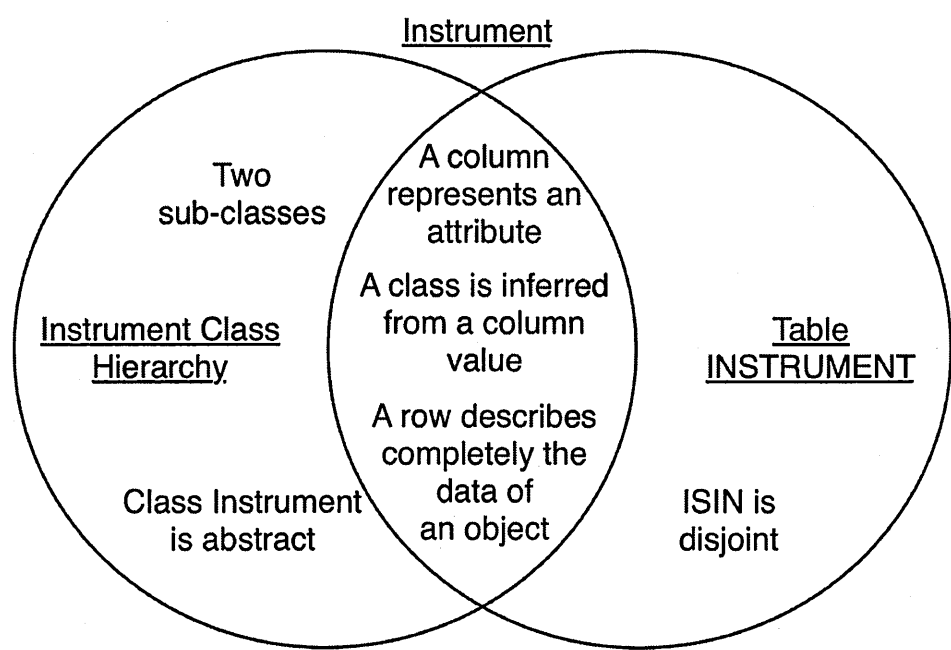 Instrument
Two
sub-classes
Instrument Class
Hierarchy
Class Instrument
is abstract
A column
represents an
attribute
A class is inferred
from a column
value
A row describes
completely the
data of
an object
Table
INSTRUMENT
ISIN is
disjoint